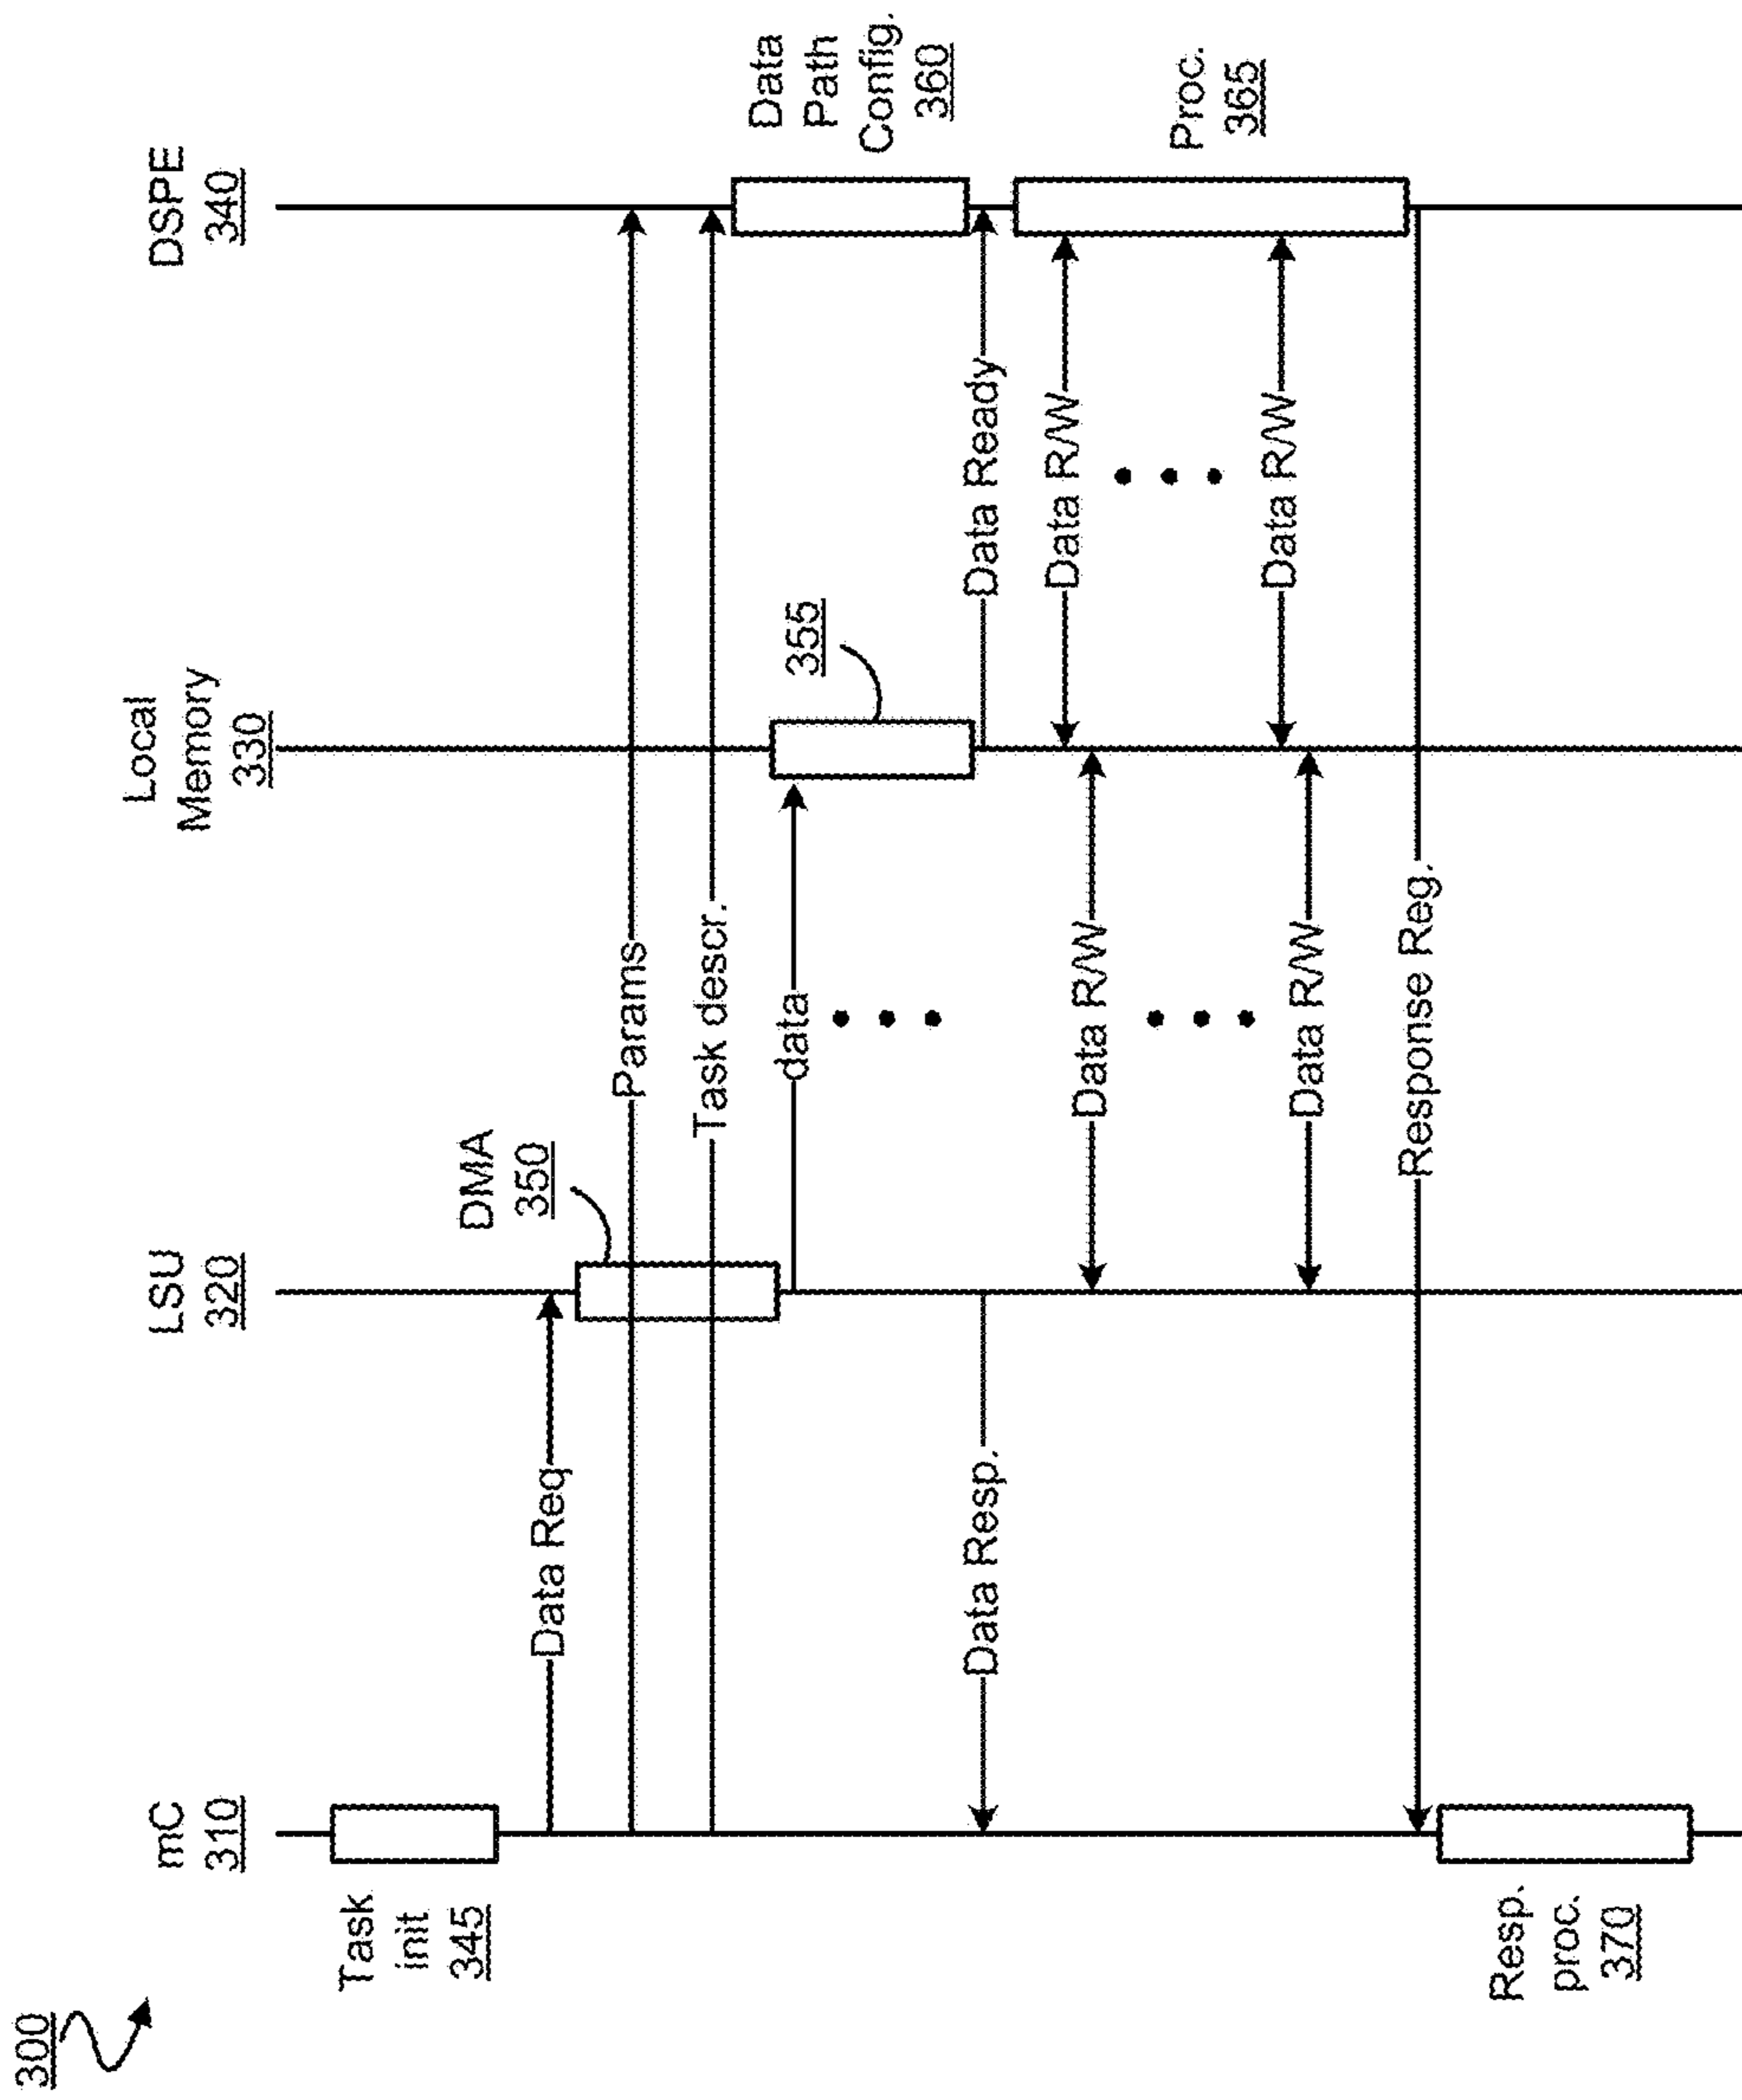 300
mC
310
LSU
320
Local
Memory
330
DSPE
340
Task
init
345
Data Req
DMA
350
Params
Task descr.
data
355
Data
Path
Config.
360
Data Resp.
Data Ready
Data R/W
Data R/W
Proc.
365
Data R/W
Data R/W
Response Reg.
Resp.
proc.
370